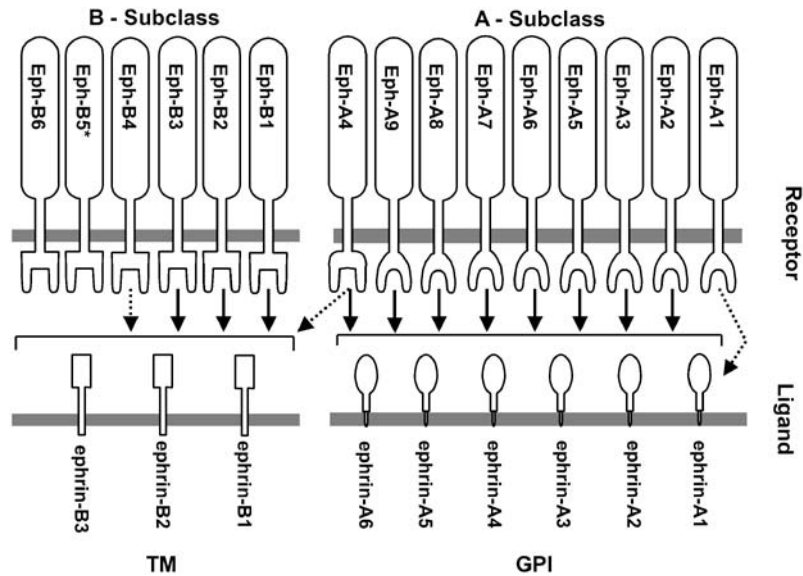 B - Subclass
A - Subclass
Eph-B6
Eph-B5*
Eph-B4
Eph-B3
Eph-B2
Eph-B1
Eph-A4
Eph-A9
Eph-A8
Eph-A7
Eph-A6
Eph-A5
Eph-A3
Eph-A2
Eph-A1
Receptor
Ligand
ephrin-B3
ephrin-B2
ephrin-B1
ephrin-A6
ephrin-A5
ephrin-A4
ephrin-A3
ephrin-A2
ephrin-A1
TM
GPI